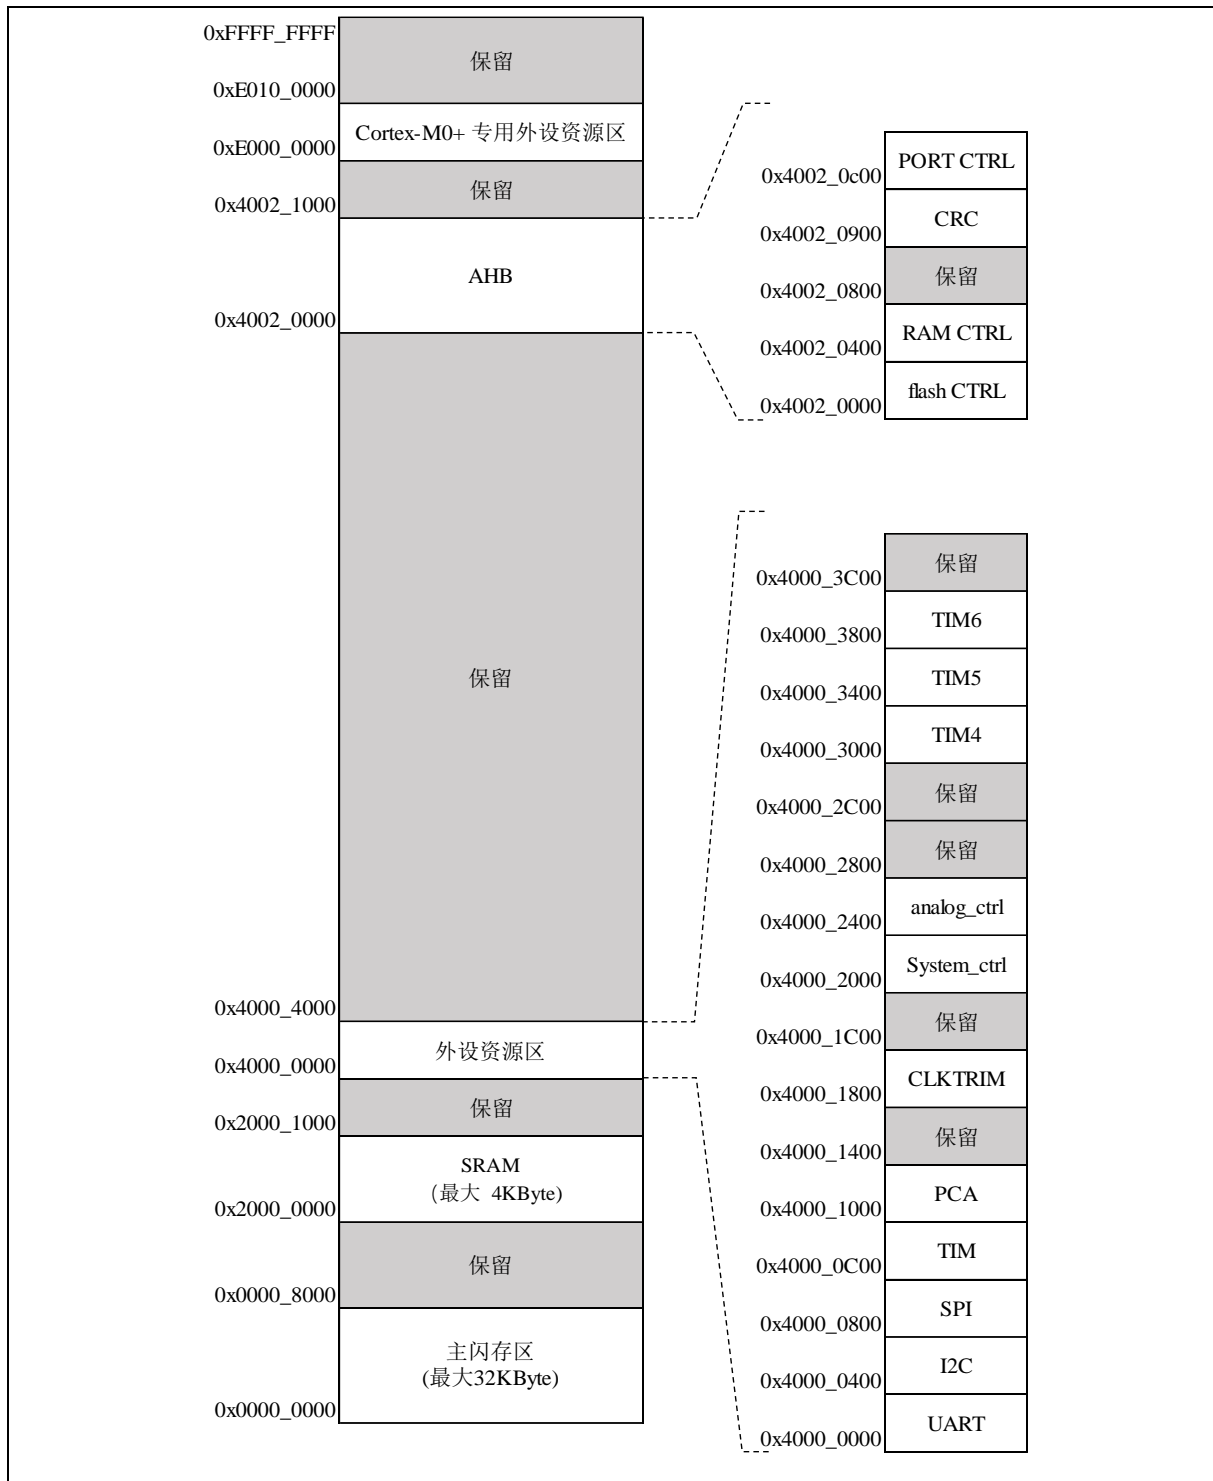 0xFFFF_FFFF
保留
0xE010_0000
Cortex-M0+ 专用外设资源区
0xE000_0000
保留
0x4002_1000
AHB
0x4002_0000
保留
0x4000_4000
外设资源区
0x4000_0000
保留
0x2000_1000
SRAM
(最大 4KByte)
0x2000_0000
保留
0x0000_8000
主闪存区
(最大32KByte)
0x0000_0000
PORT CTRL
0x4002_0c00
CRC
0x4002_0900
保留
0x4002_0800
RAM CTRL
0x4002_0400
flash CTRL
0x4002_0000
保留
0x4000_3C00
TIM6
0x4000_3800
TIM5
0x4000_3400
TIM4
0x4000_3000
保留
0x4000_2C00
保留
0x4000_2800
analog_ctrl
0x4000_2400
System_ctrl
0x4000_2000
保留
0x4000_1C00
CLKTRIM
0x4000_1800
保留
0x4000_1400
PCA
0x4000_1000
TIM
0x4000_0C00
SPI
0x4000_0800
I2C
0x4000_0400
UART
0x4000_0000